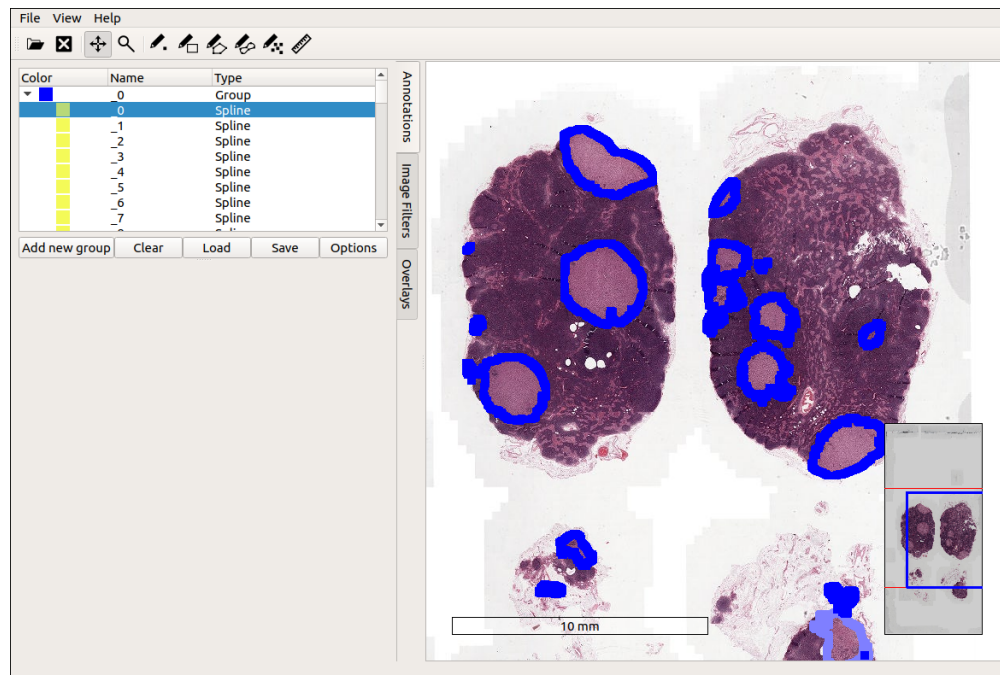 File View Help
Color Name Type
_0 Group
_0 Spline
_1 Spline
_2 Spline
_3 Spline
_4 Spline
_5 Spline
_6 Spline
_7 Spline
Add new group Clear Load Save Options
Annotations
Image Filters
Overlays
10 mm